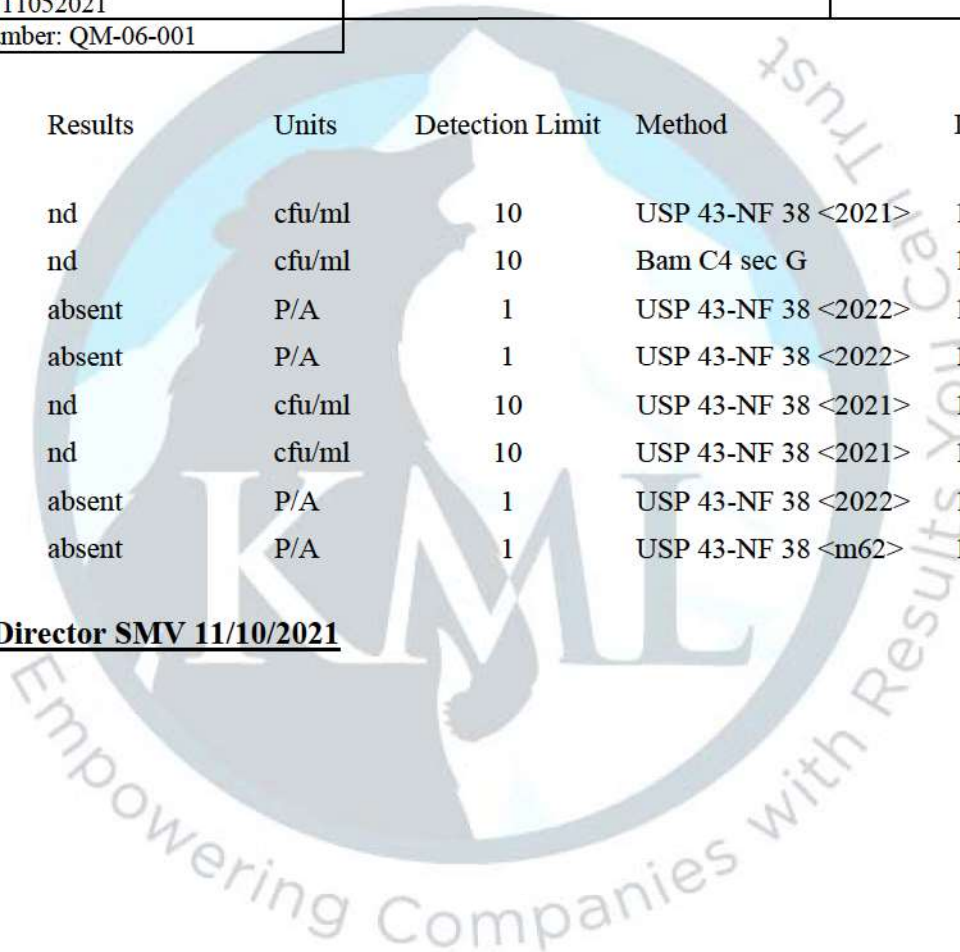 11052021
mber: QM-06-001
Results Units Detection Limit Method
nd cfu/ml 10 USP 43-NF 38 <2021>
nd cfu/ml 10 Bam C4 sec G
absent P/A 1 USP 43-NF 38 <2022>
absent P/A 1 USP 43-NF 38 <2022>
nd cfu/ml 10 USP 43-NF 38 <2021>
nd cfu/ml 10 USP 43-NF 38 <2021>
absent P/A 1 USP 43-NF 38 <2022>
absent P/A 1 USP 43-NF 38 <m62>
Director SMV 11/10/2021
KML
Empowering Companies with Results You Can Trust